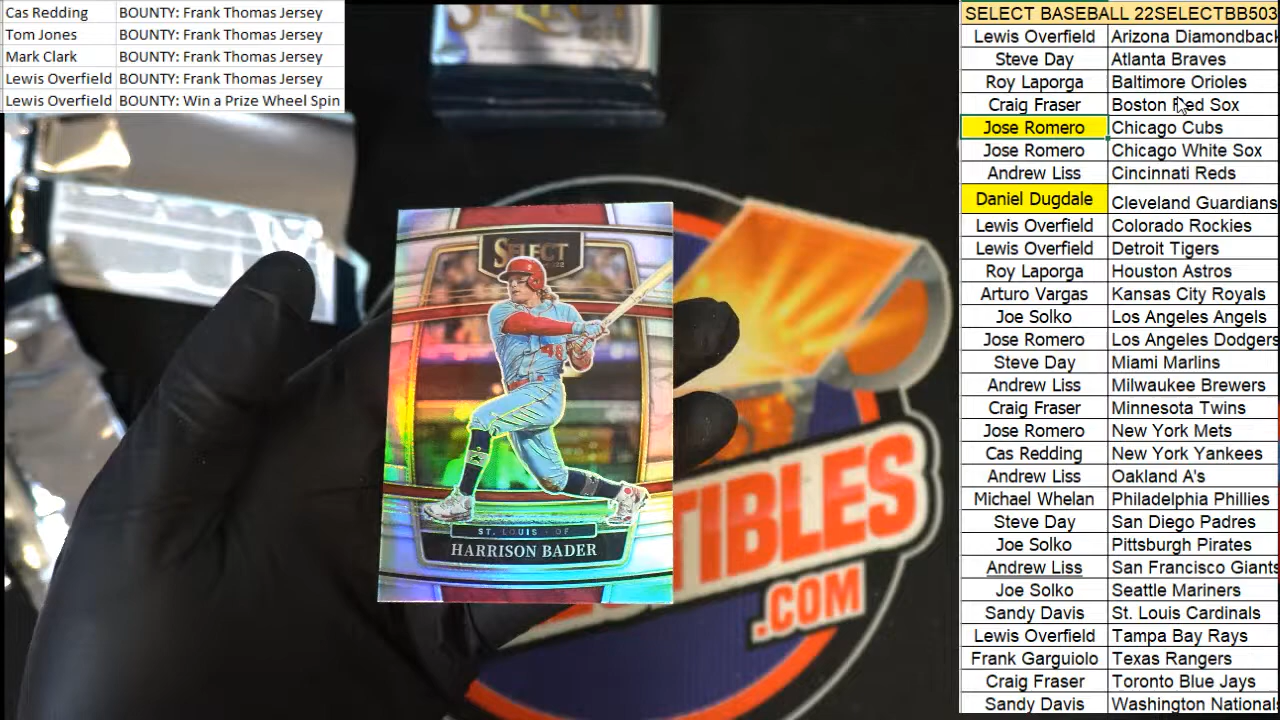 Cas Redding BOUNTY: Frank Thomas Jersey
Tom Jones BOUNTY: Frank Thomas Jersey
Mark Clark BOUNTY: Frank Thomas Jersey
Lewis Overfield BOUNTY: Frank Thomas Jersey
Lewis Overfield BOUNTY: Win a Prize Wheel Spin
SELECT
48
ST. LOUIS - OF
HARRISON BADER
TIBLES
.COM
SELECT BASEBALL 22SELECTBB503
Lewis Overfield Arizona Diamondback
Steve Day Atlanta Braves
Roy Laporga Baltimore Orioles
Craig Fraser Boston Red Sox
Jose Romero Chicago Cubs
Jose Romero Chicago White Sox
Andrew Liss Cincinnati Reds
Daniel Dugdale Cleveland Guardians
Lewis Overfield Colorado Rockies
Lewis Overfield Detroit Tigers
Roy Laporga Houston Astros
Arturo Vargas Kansas City Royals
Joe Solko Los Angeles Angels
Jose Romero Los Angeles Dodgers
Steve Day Miami Marlins
Andrew Liss Milwaukee Brewers
Craig Fraser Minnesota Twins
Jose Romero New York Mets
Cas Redding New York Yankees
Andrew Liss Oakland A's
Michael Whelan Philadelphia Phillies
Steve Day San Diego Padres
Joe Solko Pittsburgh Pirates
Andrew Liss San Francisco Giants
Joe Solko Seattle Mariners
Sandy Davis St. Louis Cardinals
Lewis Overfield Tampa Bay Rays
Frank Garguiolo Texas Rangers
Craig Fraser Toronto Blue Jays
Sandy Davis Washington National